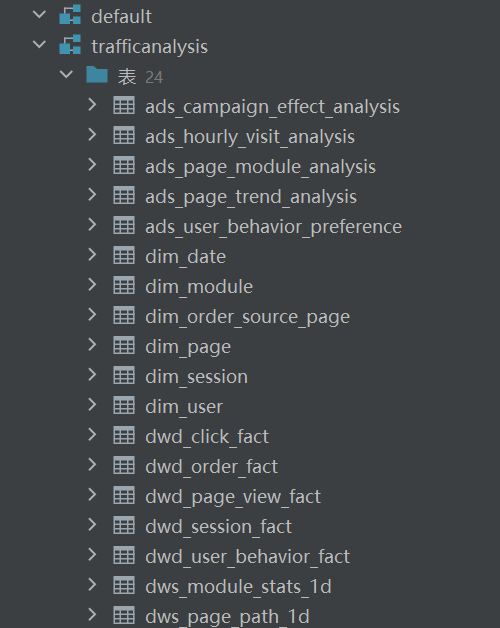 default
trafficanalysis
表 24
ads_campaign_effect_analysis
ads_hourly_visit_analysis
ads_page_module_analysis
ads_page_trend_analysis
ads_user_behavior_preference
dim_date
dim_module
dim_order_source_page
dim_page
dim_session
dim_user
dwd_click_fact
dwd_order_fact
dwd_page_view_fact
dwd_session_fact
dwd_user_behavior_fact
dws_module_stats_1d
dws_page_path_1d